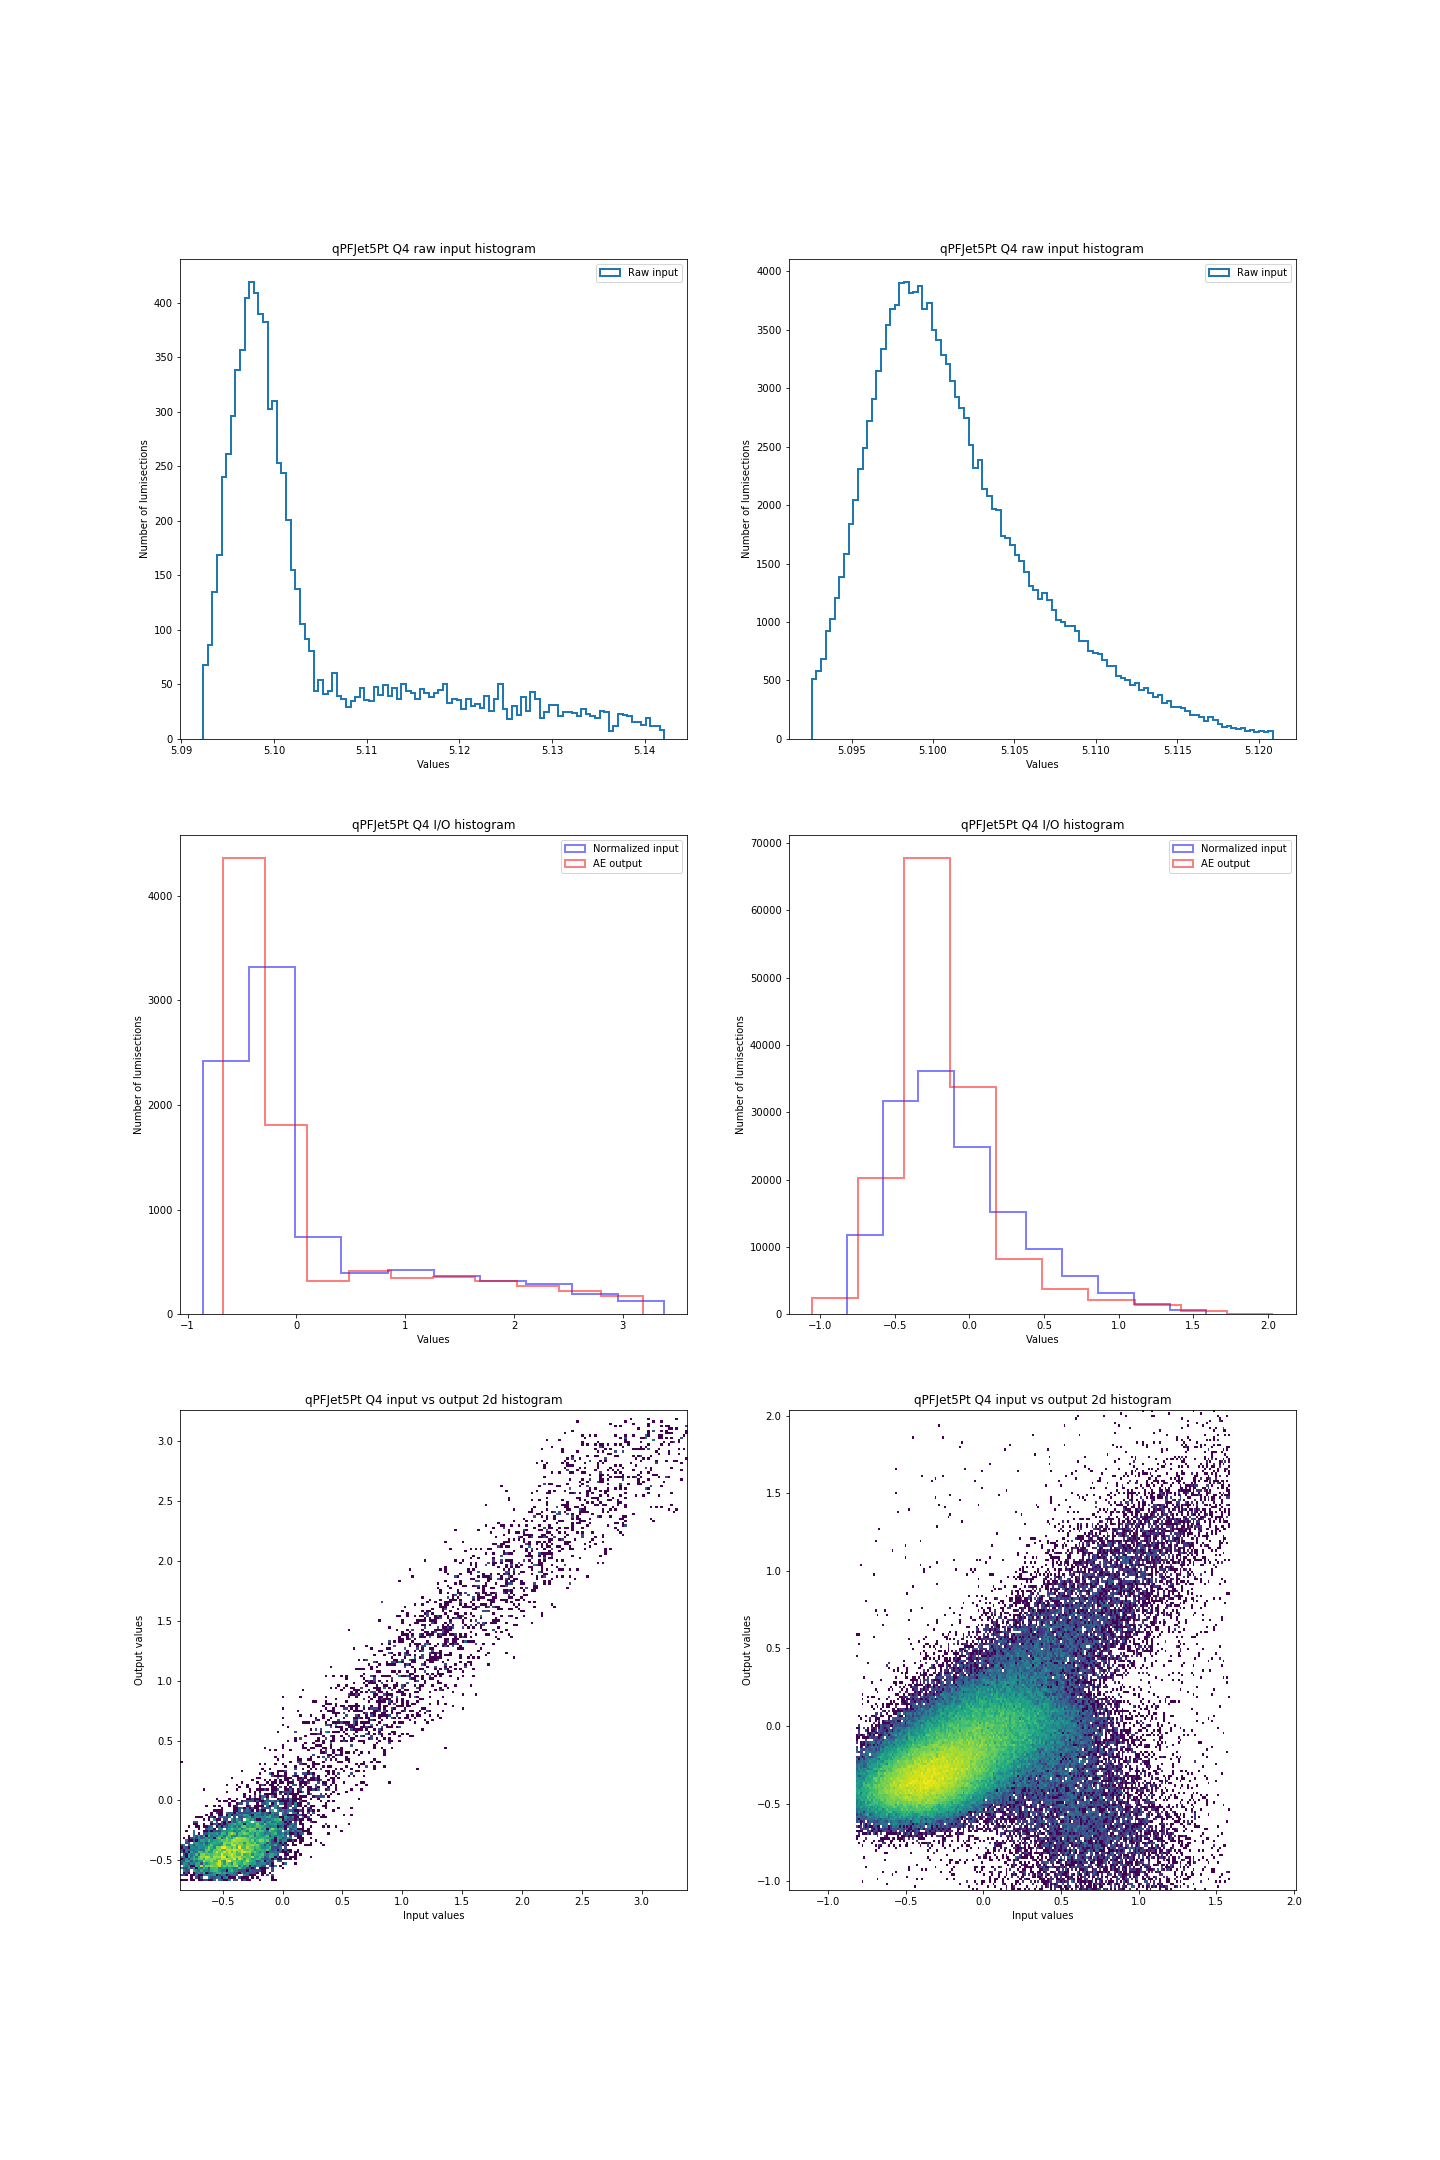 qPFJet5Pt Q4 raw input histogram
Raw input
400
350
300
250
200
150
100
50
0
Number of lumisections
5.09 5.10 5.11 5.12 5.13 5.14
Values
qPFJet5Pt Q4 raw input histogram
Raw input
4000
3500
3000
2500
2000
1500
1000
500
0
Number of lumisections
5.095 5.100 5.105 5.110 5.115 5.120
Values
qPFJet5Pt Q4 I/O histogram
Normalized input
AE output
4000
3000
2000
1000
0
Number of lumisections
−1 0 1 2 3
Values
qPFJet5Pt Q4 I/O histogram
Normalized input
AE output
70000
60000
50000
40000
30000
20000
10000
0
Number of lumisections
−1.0 −0.5 0.0 0.5 1.0 1.5 2.0
Values
qPFJet5Pt Q4 input vs output 2d histogram
3.0
2.5
2.0
1.5
1.0
0.5
0.0
−0.5
Output values
−0.5 0.0 0.5 1.0 1.5 2.0 2.5 3.0
Input values
qPFJet5Pt Q4 input vs output 2d histogram
2.0
1.5
1.0
0.5
0.0
−0.5
−1.0
Output values
−1.0 −0.5 0.0 0.5 1.0 1.5 2.0
Input values